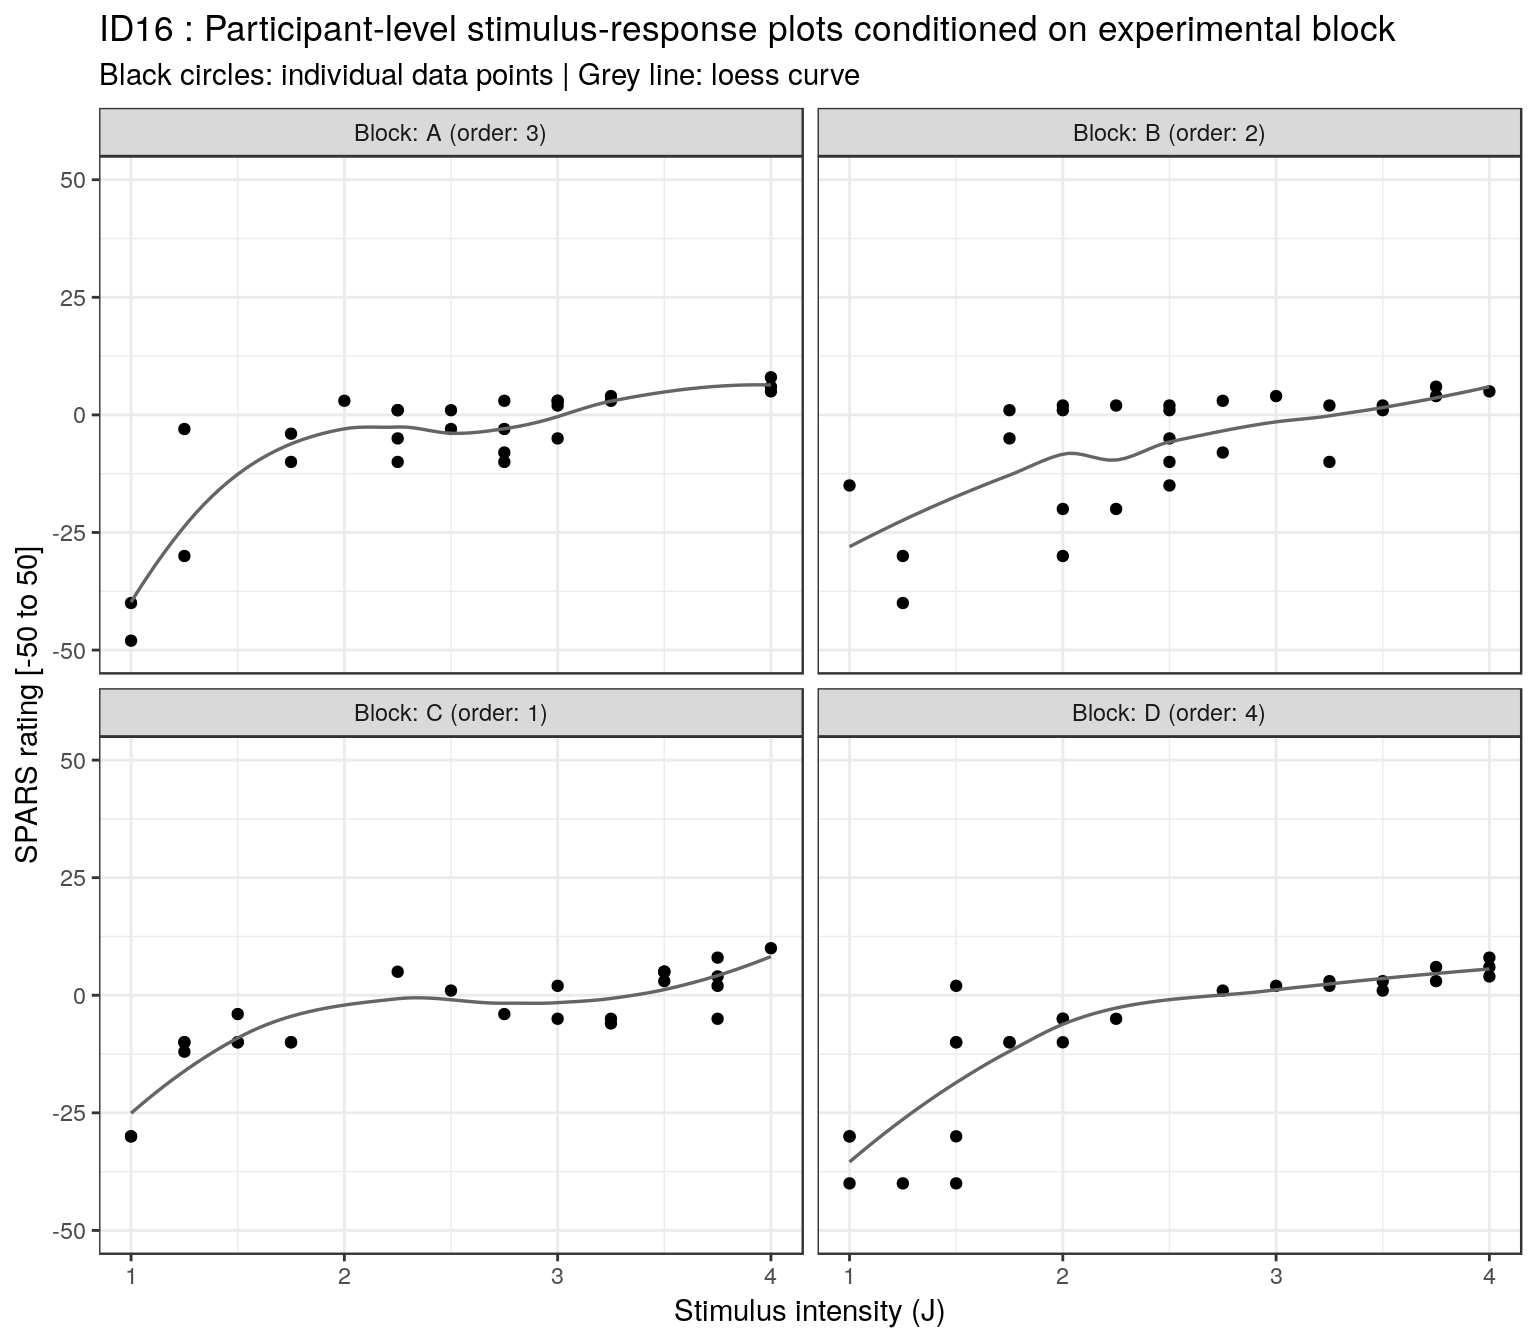 ID16 : Participant-level stimulus-response plots conditioned on experimental block
Black circles: individual data points | Grey line: loess curve
Block: A (order: 3)
Block: B (order: 2)
50
25
0
-25
-50
Block: C (order: 1)
Block: D (order: 4)
50
25
0
-25
-50
SPARS rating [-50 to 50]
1 2 3 4 1 2 3 4
Stimulus intensity (J)